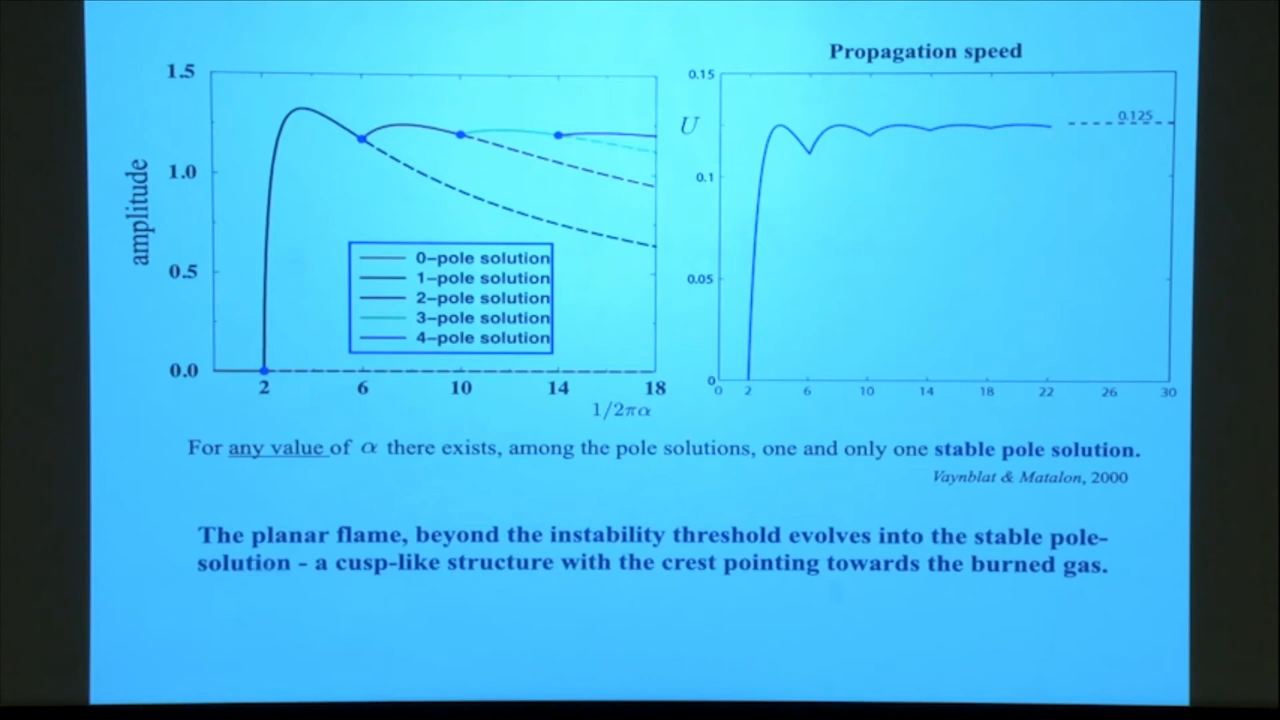 Propagation speed
1.5
1.0
0.5
0.0
amplitude
0-pole solution
1-pole solution
2-pole solution
3-pole solution
4-pole solution
2 6 10 14 18
1/2πα
0.15
U
0.125
0.1
0.05
0
0 2 6 10 14 18 22 26 30
For any value of α there exists, among the pole solutions, one and only one stable pole solution.
Vaynblat & Matalon, 2000
The planar flame, beyond the instability threshold evolves into the stable pole-
solution - a cusp-like structure with the crest pointing towards the burned gas.